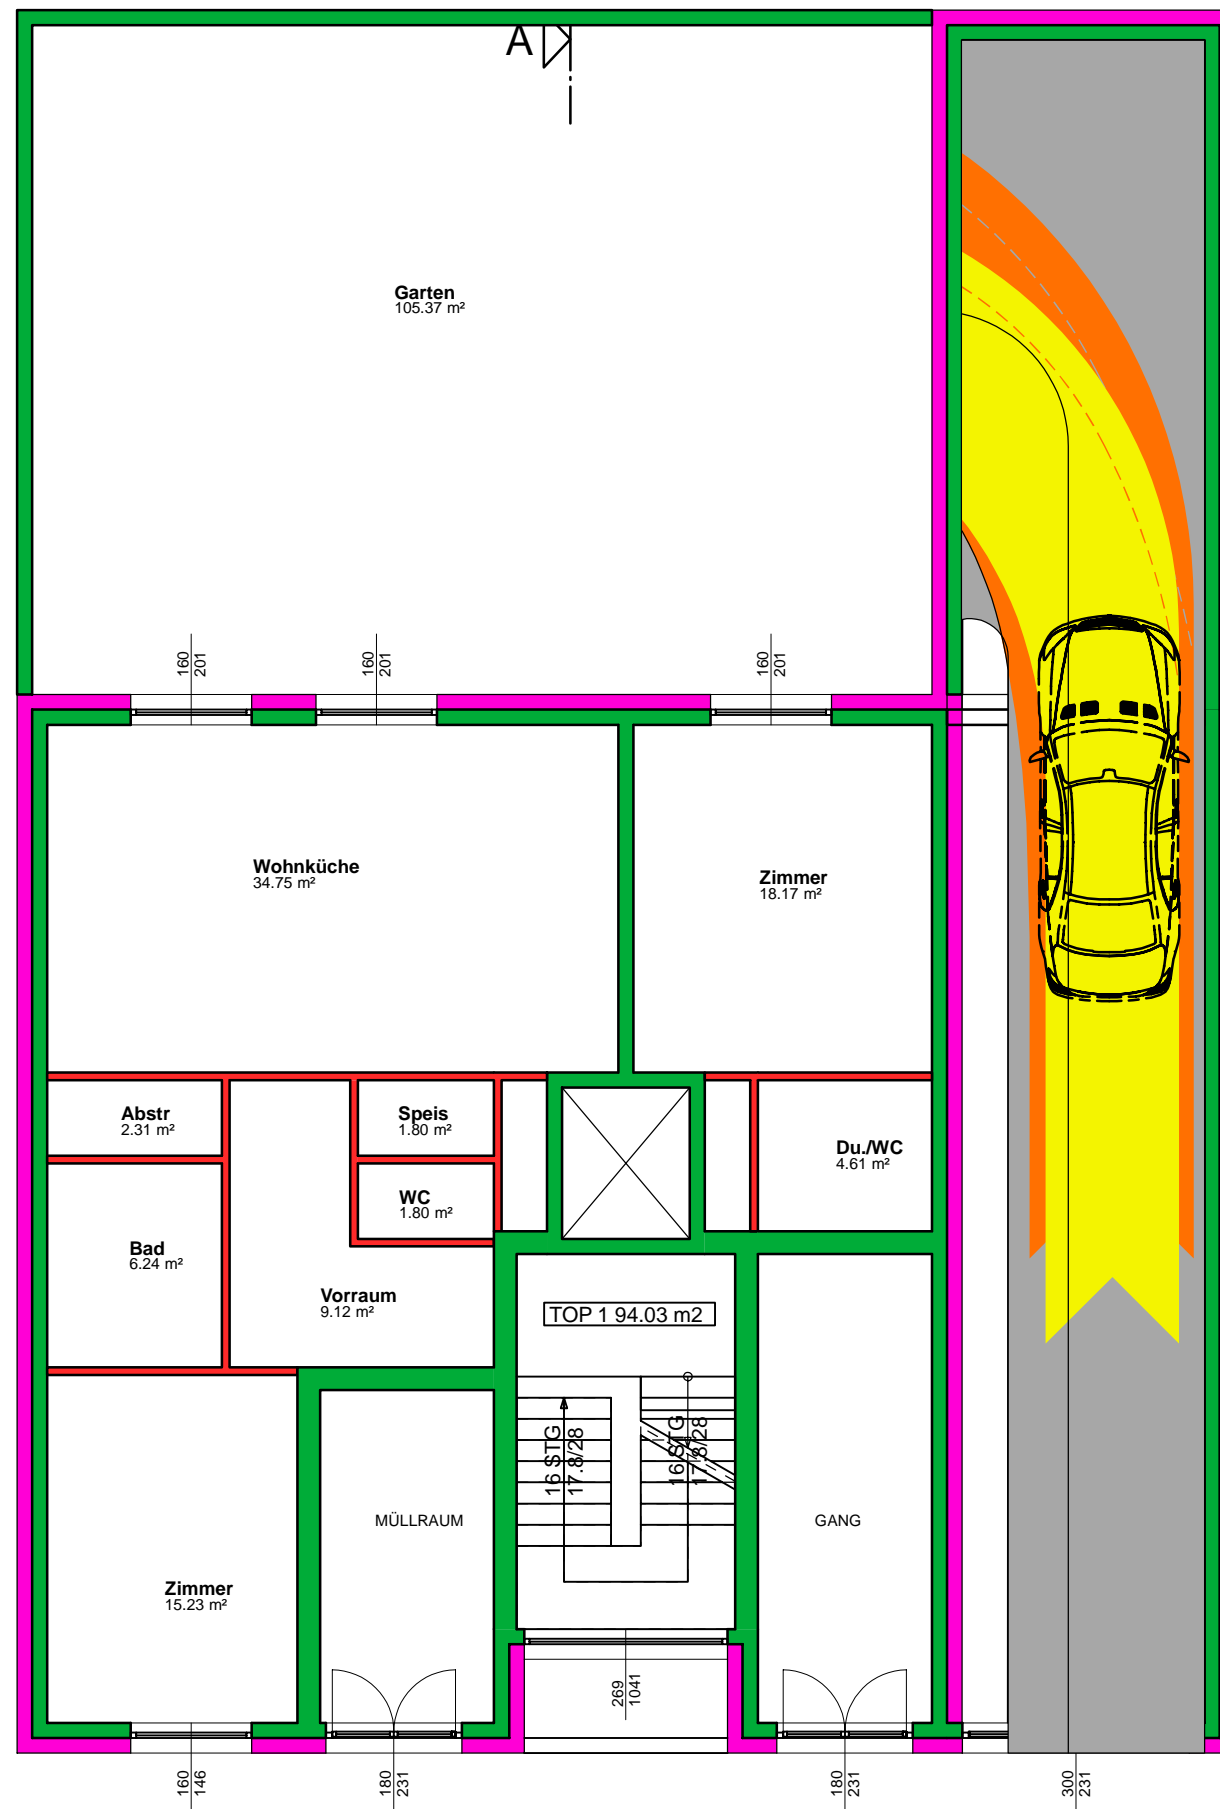 A
Garten
105.37 m²
160
201
160
201
160
201
Wohnküche
34.75 m²
Zimmer
18.17 m²
Abstr
2.31 m²
Speis
1.80 m²
Du./WC
4.61 m²
WC
1.80 m²
Bad
6.24 m²
Vorraum
9.12 m²
TOP 1 94.03 m2
16 STG
17.8/28
16 STG
17.8/28
MÜLLRAUM
GANG
Zimmer
15.23 m²
269
1041
160
146
180
231
180
231
300
231